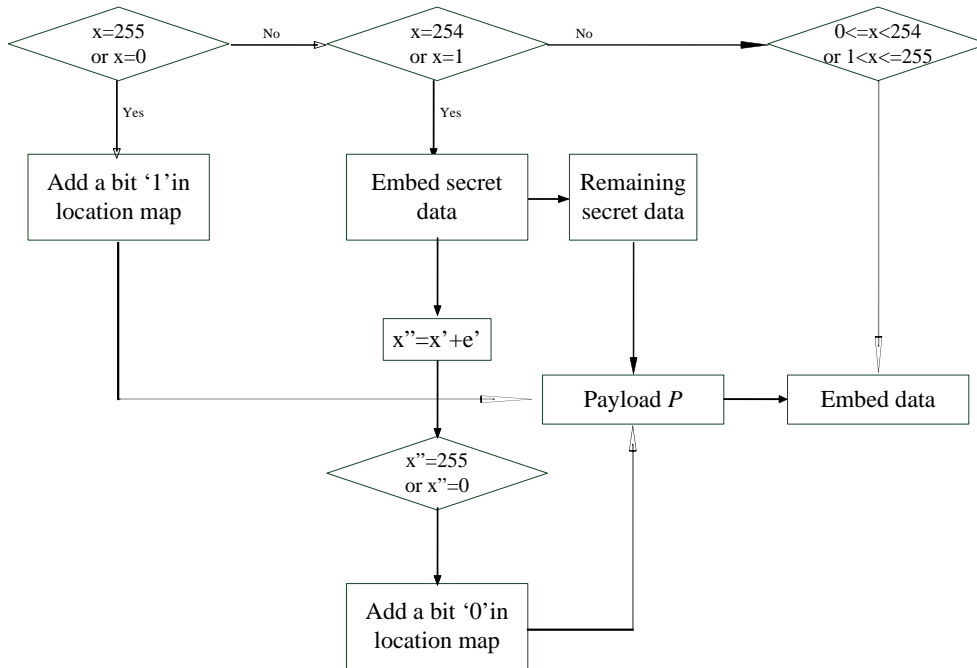 x=255
or x=0
No
x=254
or x=1
No
0<=x<254
or 1<x<=255
Yes
Yes
Add a bit ‘1’in
location map
Embed secret
data
Remaining
secret data
x”=x’+e’
Payload P
Embed data
x”=255
or x”=0
Add a bit ‘0’in
location map